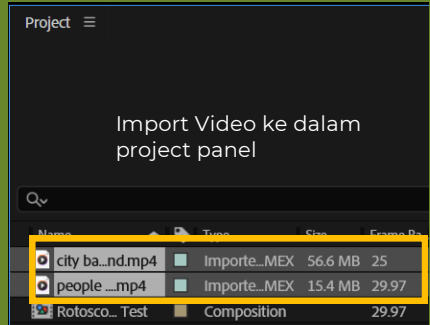 Project
Import Video ke dalam
project panel
Name Type Size Frame Ra
city ba...nd.mp4 Importe...MEX 56.6 MB 25
people ....mp4 Importe...MEX 15.4 MB 29.97
Rotosco... Test Composition 29.97